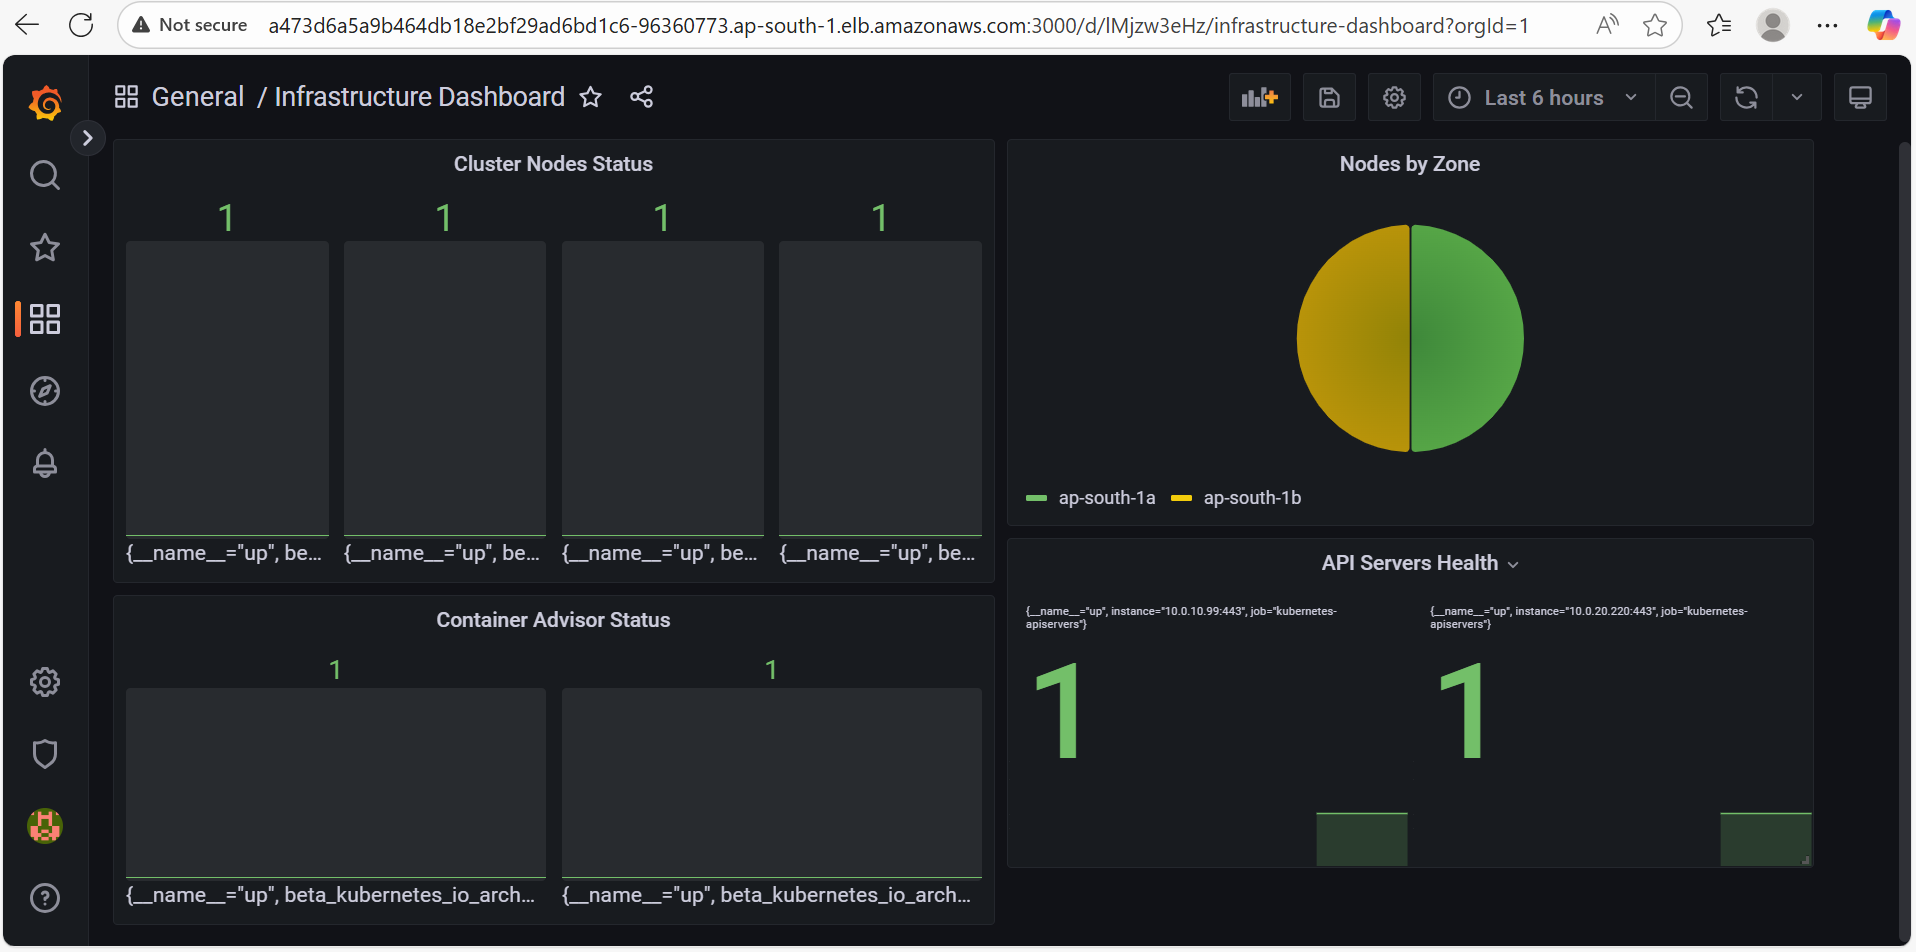 Not secure a473d6a5a9b464db18e2bf29ad6bd1c6-96360773.ap-south-1.elb.amazonaws.com:3000/d/lMjzw3eHz/infrastructure-dashboard?orgId=1
General / Infrastructure Dashboard
Last 6 hours
Cluster Nodes Status
1 1 1 1
{__name__="up", be... {__name__="up", be... {__name__="up", be... {__name__="up", be...
Container Advisor Status
1 1
{__name__="up", beta_kubernetes_io_arch... {__name__="up", beta_kubernetes_io_arch...
Nodes by Zone
ap-south-1a ap-south-1b
API Servers Health
{__name__="up", instance="10.0.10.99:443", job="kubernetes-
apiservers"}
1
{__name__="up", instance="10.0.20.220:443", job="kubernetes-
apiservers"}
1